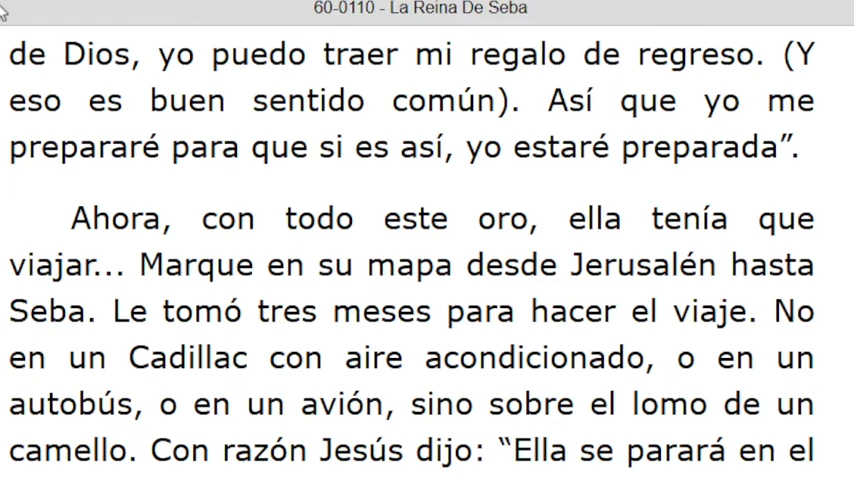 60-0110 - La Reina De Seba
de Dios, yo puedo traer mi regalo de regreso. (Y
eso es buen sentido común). Así que yo me
prepararé para que si es así, yo estaré preparada”.
Ahora, con todo este oro, ella tenía que
viajar... Marque en su mapa desde Jerusalén hasta
Seba. Le tomó tres meses para hacer el viaje. No
en un Cadillac con aire acondicionado, o en un
autobús, o en un avión, sino sobre el lomo de un
camello. Con razón Jesús dijo: “Ella se parará en el